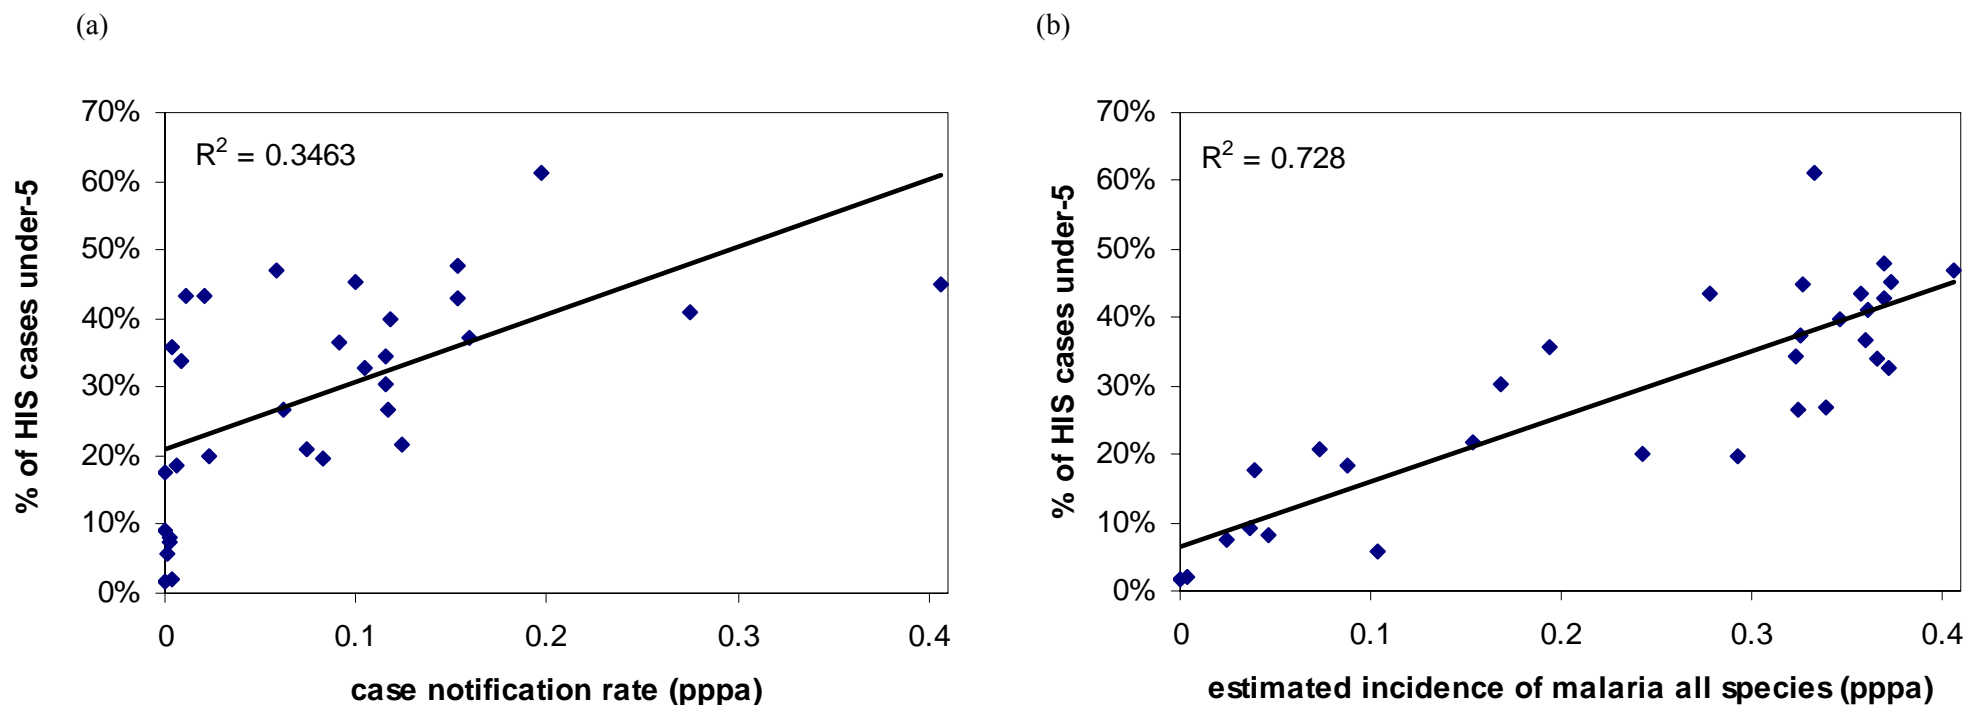 (a)
R² = 0.3463
% of HIS cases under-5
70%
60%
50%
40%
30%
20%
10%
0%
0 0.1 0.2 0.3 0.4
case notification rate (pppa)
(b)
R² = 0.728
% of HIS cases under-5
70%
60%
50%
40%
30%
20%
10%
0%
0 0.1 0.2 0.3 0.4
estimated incidence of malaria all species (pppa)